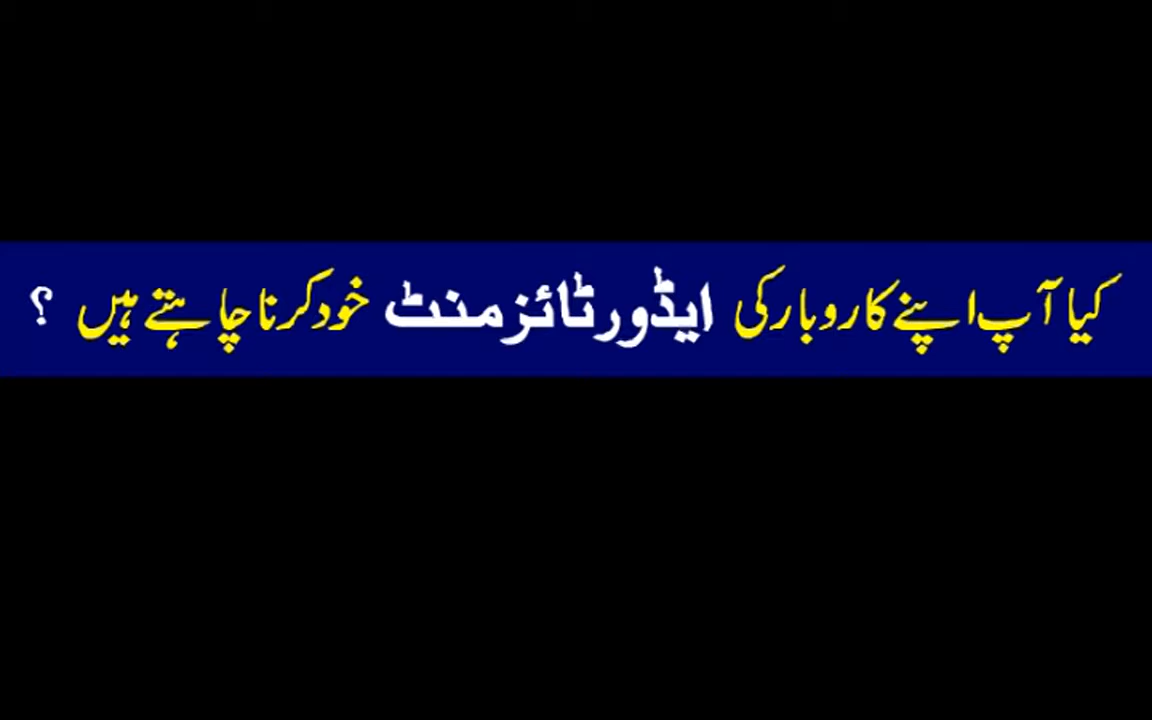 کیا آپ اپنے کاروبار کی ایڈورٹائزمنٹ خود کرنا چاہتے ہیں ؟